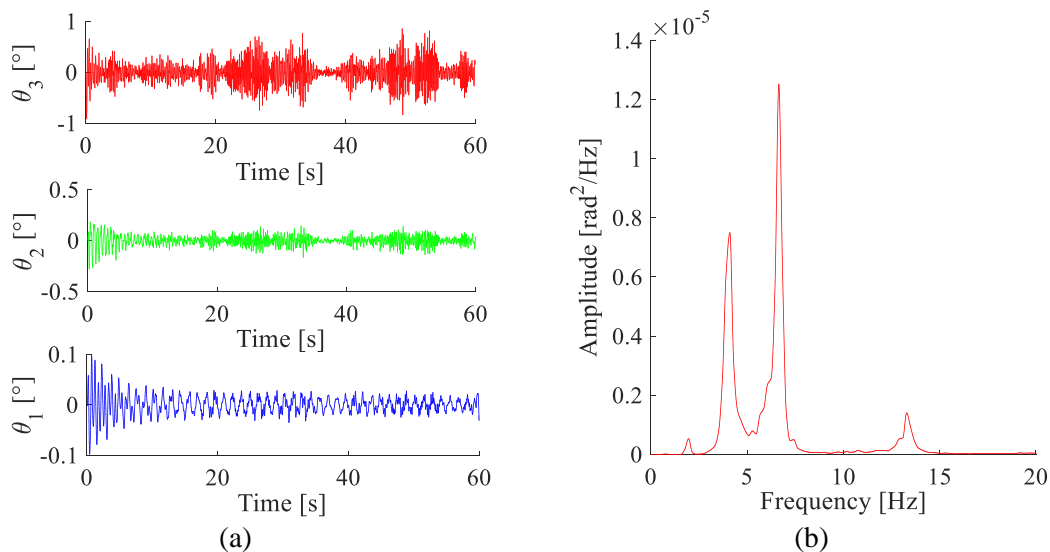 1
0
-1
θ3 [°]
0 20 40 60
Time [s]
0.5
0
-0.5
θ2 [°]
0 20 40 60
Time [s]
0.1
0
-0.1
θ1 [°]
0 20 40 60
Time [s]
(a)
×10^-5
1.4
1.2
1
0.8
0.6
0.4
0.2
0
Amplitude [rad^2/Hz]
0 5 10 15 20
Frequency [Hz]
(b)